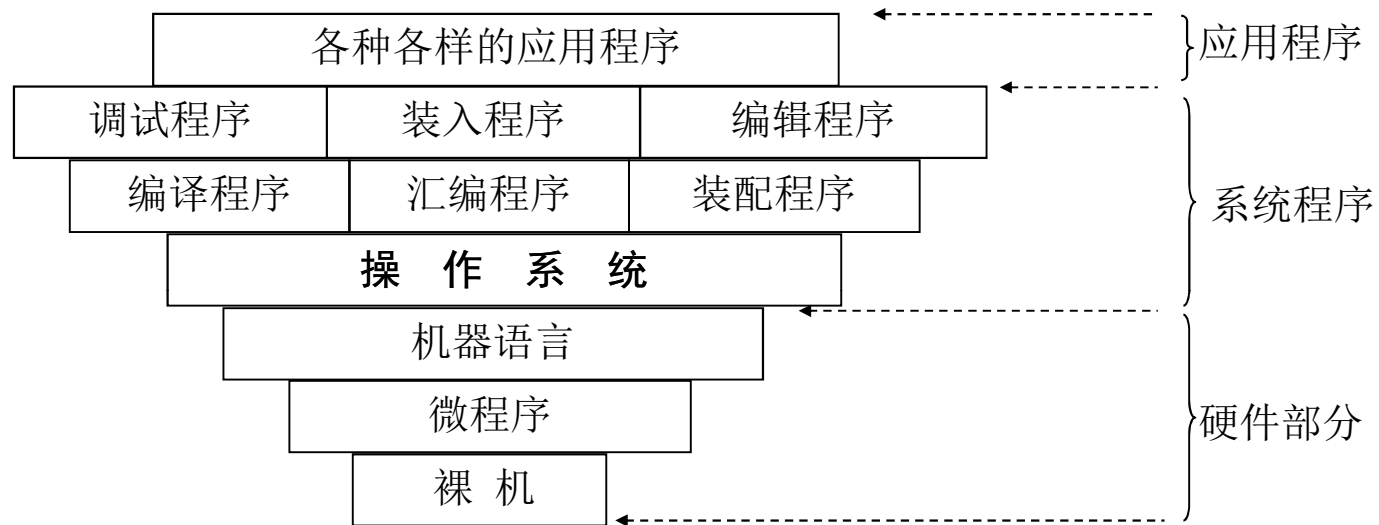 各种各样的应用程序
应用程序
调试程序 装入程序 编辑程序
编译程序 汇编程序 装配程序
系统程序
操 作 系 统
机器语言
微程序
硬件部分
裸 机